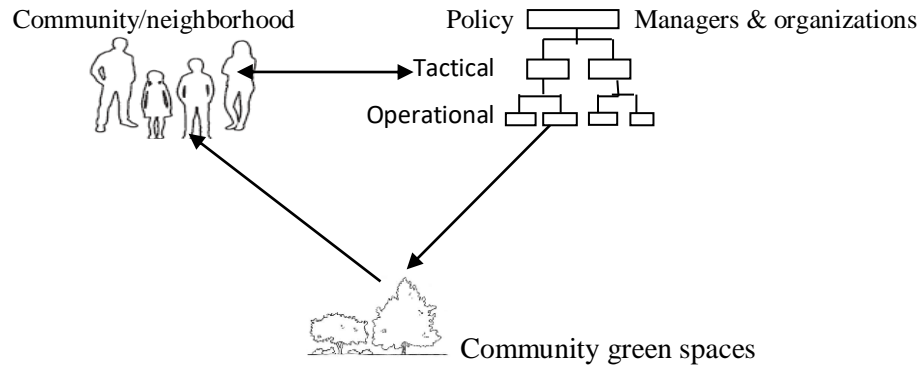 Community/neighborhood
Policy
Managers & organizations
Tactical
Operational
Community green spaces